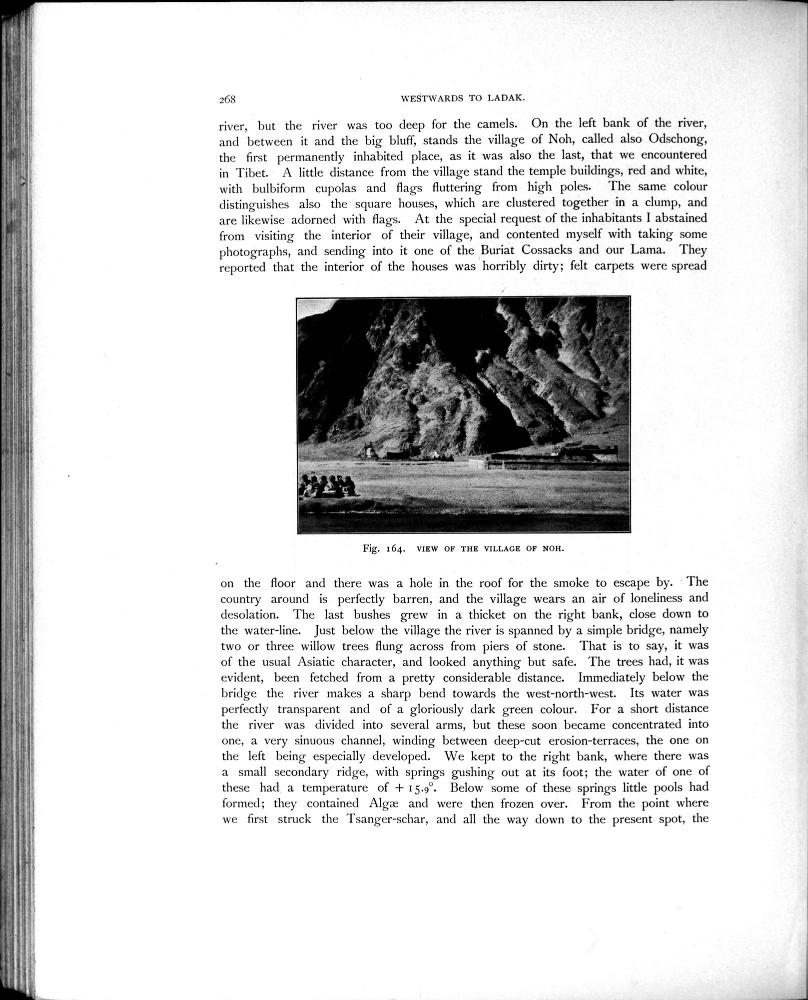 268
WESTWARDS TO LADAK.
river, but the river was too deep for the camels. On the left bank of the river,
and between it and the big bluff, stands the village of Noh, called also Odschong,
the first permanently inhabited place, as it was also the last, that we encountered
in Tibet. A little distance from the village stand the temple buildings, red and white,
with bulbiform cupolas and flags fluttering from high poles. The same colour
distinguishes also the square houses, which are clustered together in a clump, and
are likewise adorned with flags. At the special request of the inhabitants I abstained
from visiting the interior of their village, and contented myself with taking some
photographs, and sending into it one of the Buriat Cossacks and our Lama. They
reported that the interior of the houses was horribly dirty; felt carpets were spread
Fig. 164. VIEW OF THE VILLAGE OF NOH.
on the floor and there was a hole in the roof for the smoke to escape by. The
country around is perfectly barren, and the village wears an air of loneliness and
desolation. The last bushes grew in a thicket on the right bank, close down to
the water-line. Just below the village the river is spanned by a simple bridge, namely
two or three willow trees flung across from piers of stone. That is to say, it was
of the usual Asiatic character, and looked anything but safe. The trees had, it was
evident, been fetched from a pretty considerable distance. Immediately below the
bridge the river makes a sharp bend towards the west-north-west. Its water was
perfectly transparent and of a gloriously dark green colour. For a short distance
the river was divided into several arms, but these soon became concentrated into
one, a very sinuous channel, winding between deep-cut erosion-terraces, the one on
the left being especially developed. We kept to the right bank, where there was
a small secondary ridge, with springs gushing out at its foot; the water of one of
these had a temperature of + 15.9°. Below some of these springs little pools had
formed; they contained Algæ and were then frozen over. From the point where
we first struck the Tsanger-schar, and all the way down to the present spot, the